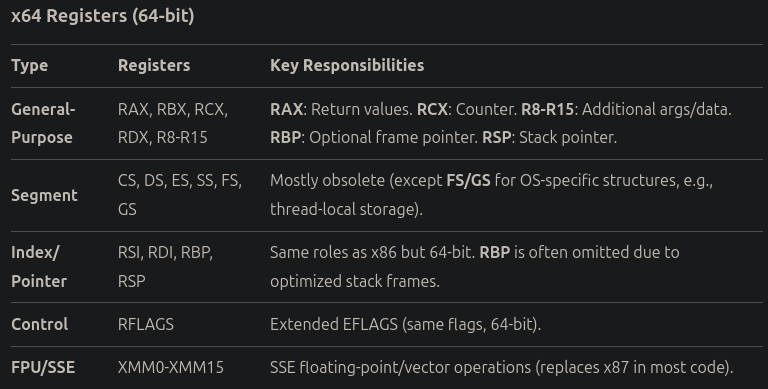 x64 Registers (64-bit)
Type Registers Key Responsibilities
General- RAX, RBX, RCX, RAX: Return values. RCX: Counter. R8-R15: Additional args/data.
Purpose RDX, R8-R15 RBP: Optional frame pointer. RSP: Stack pointer.
Segment CS, DS, ES, SS, FS, Mostly obsolete (except FS/GS for OS-specific structures, e.g.,
GS thread-local storage).
Index/ RSI, RDI, RBP, Same roles as x86 but 64-bit. RBP is often omitted due to
Pointer RSP optimized stack frames.
Control RFLAGS Extended EFLAGS (same flags, 64-bit).
FPU/SSE XMM0-XMM15 SSE floating-point/vector operations (replaces x87 in most code).